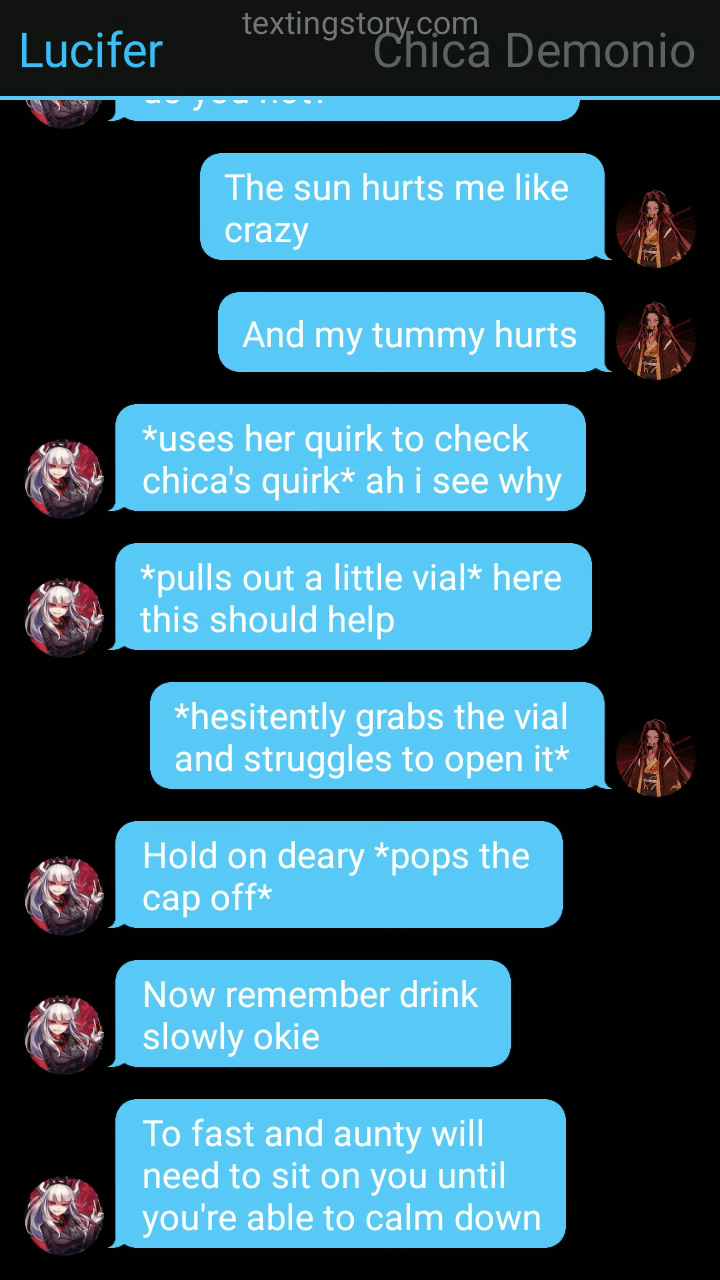 textingstory.com
Lucifer
Chica Demonio
do you not?
The sun hurts me like
crazy
And my tummy hurts
*uses her quirk to check
chica's quirk* ah i see why
*pulls out a little vial* here
this should help
*hesitently grabs the vial
and struggles to open it*
Hold on deary *pops the
cap off*
Now remember drink
slowly okie
To fast and aunty will
need to sit on you until
you're able to calm down